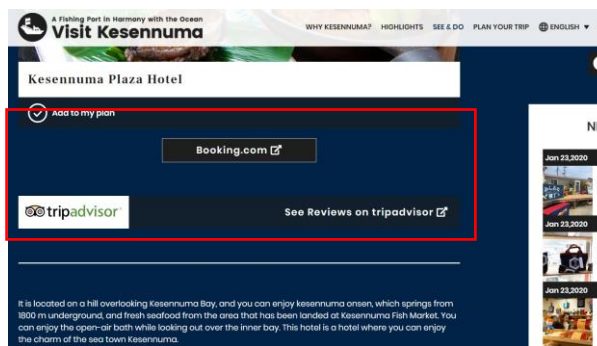 A Fishing Port in Harmony with the Ocean
Visit Kesennuma
WHY KESENNUMA? HIGHLIGHTS SEE & DO PLAN YOUR TRIP ENGLISH ▼
Kesennuma Plaza Hotel
Add to my plan
Booking.com
tripadvisor
See Reviews on tripadvisor
It is located on a hill overlooking Kesennuma Bay, and you can enjoy kesennuma onsen, which springs from
1800 m underground, and fresh seafood from the area that has been landed at Kesennuma Fish Market. You
can enjoy the open-air bath while looking out over the inner bay. This hotel is a hotel where you can enjoy
the charm of the sea town Kesennuma.
Jan 23,2020
Jan 23,2020
Jan 23,2020